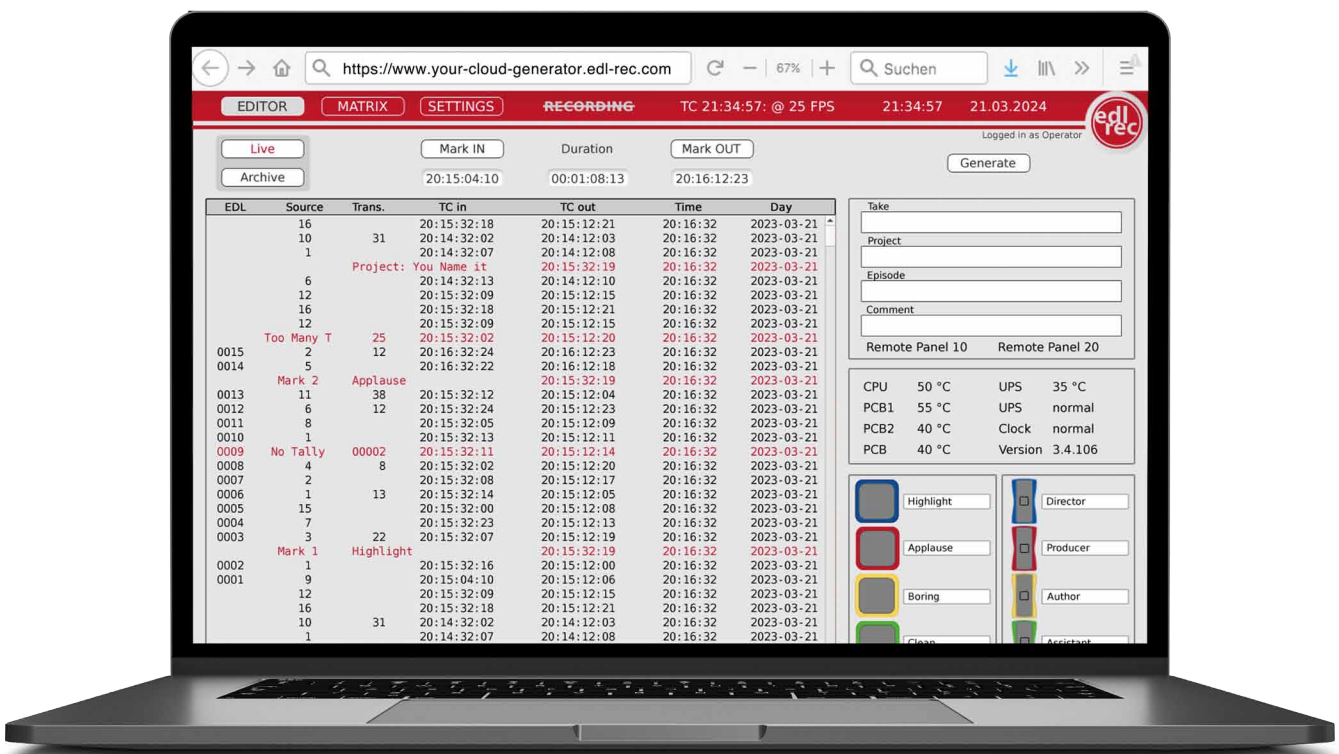 https://www.your-cloud-generator.edl-rec.com 67% Suchen
EDITOR MATRIX SETTINGS RECORDING TC 21:34:57: @ 25 FPS 21:34:57 21.03.2024
edl rec
Logged in as Operator
Live Mark IN Duration Mark OUT Generate
Archive 20:15:04:10 00:01:08:13 20:16:12:23
EDL Source Trans. TC in TC out Time Day
16 20:15:32:18 20:15:12:21 20:16:32 2023-03-21
10 31 20:14:32:02 20:14:12:03 20:16:32 2023-03-21
1 20:14:32:07 20:14:12:08 20:16:32 2023-03-21
Project: You Name it 20:15:32:19 20:16:32 2023-03-21
6 20:14:32:13 20:14:12:10 20:16:32 2023-03-21
12 20:15:32:09 20:15:12:15 20:16:32 2023-03-21
16 20:15:32:18 20:15:12:21 20:16:32 2023-03-21
12 20:15:32:09 20:15:12:15 20:16:32 2023-03-21
Too Many T 25 20:15:32:02 20:15:12:20 20:16:32 2023-03-21
0015 2 12 20:16:32:24 20:16:12:23 20:16:32 2023-03-21
0014 5 20:16:32:22 20:16:12:18 20:16:32 2023-03-21
Mark 2 Applause 20:15:32:19 20:16:32 2023-03-21
0013 11 38 20:15:32:12 20:15:12:04 20:16:32 2023-03-21
0012 6 12 20:15:32:24 20:15:12:23 20:16:32 2023-03-21
0011 8 20:15:32:05 20:15:12:09 20:16:32 2023-03-21
0010 1 20:15:32:13 20:15:12:11 20:16:32 2023-03-21
0009 No Tally 00002 20:15:32:11 20:15:12:14 20:16:32 2023-03-21
0008 4 8 20:15:32:02 20:15:12:20 20:16:32 2023-03-21
0007 2 20:15:32:08 20:15:12:17 20:16:32 2023-03-21
0006 1 13 20:15:32:14 20:15:12:05 20:16:32 2023-03-21
0005 15 20:15:32:00 20:15:12:08 20:16:32 2023-03-21
0004 7 20:15:32:23 20:15:12:13 20:16:32 2023-03-21
0003 3 22 20:15:32:07 20:15:12:19 20:16:32 2023-03-21
Mark 1 Highlight 20:15:32:19 20:16:32 2023-03-21
0002 1 20:15:32:16 20:15:12:00 20:16:32 2023-03-21
0001 9 20:15:04:10 20:15:12:06 20:16:32 2023-03-21
12 20:15:32:09 20:15:12:15 20:16:32 2023-03-21
16 20:15:32:18 20:15:12:21 20:16:32 2023-03-21
10 31 20:14:32:02 20:14:12:03 20:16:32 2023-03-21
1 20:14:32:07 20:14:12:08 20:16:32 2023-03-21
Take
Project
Episode
Comment
Remote Panel 10 Remote Panel 20
CPU 50 °C UPS 35 °C
PCB1 55 °C UPS normal
PCB2 40 °C Clock normal
PCB 40 °C Version 3.4.106
Highlight Director
Applause Producer
Boring Author
Clean Assistant